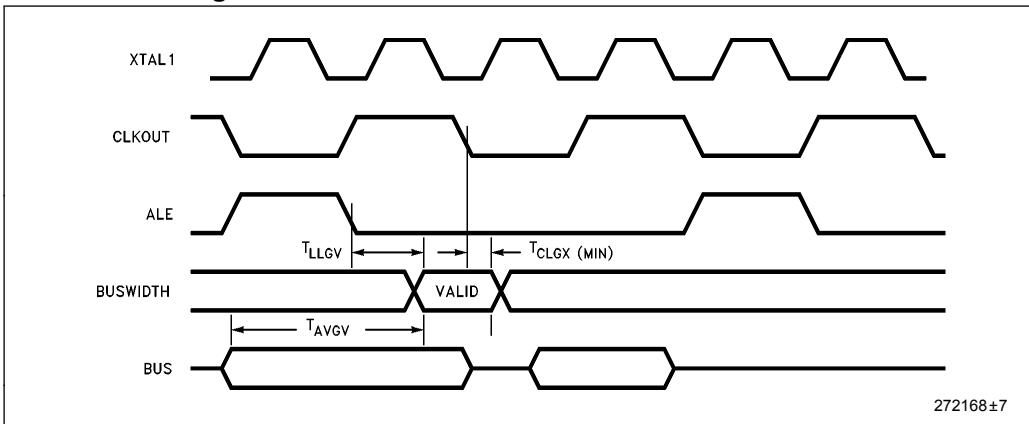 XTAL1
CLKOUT
ALE
TLLGV
TCLGX (MIN)
BUSWIDTH
VALID
TAVGV
BUS
272168±7